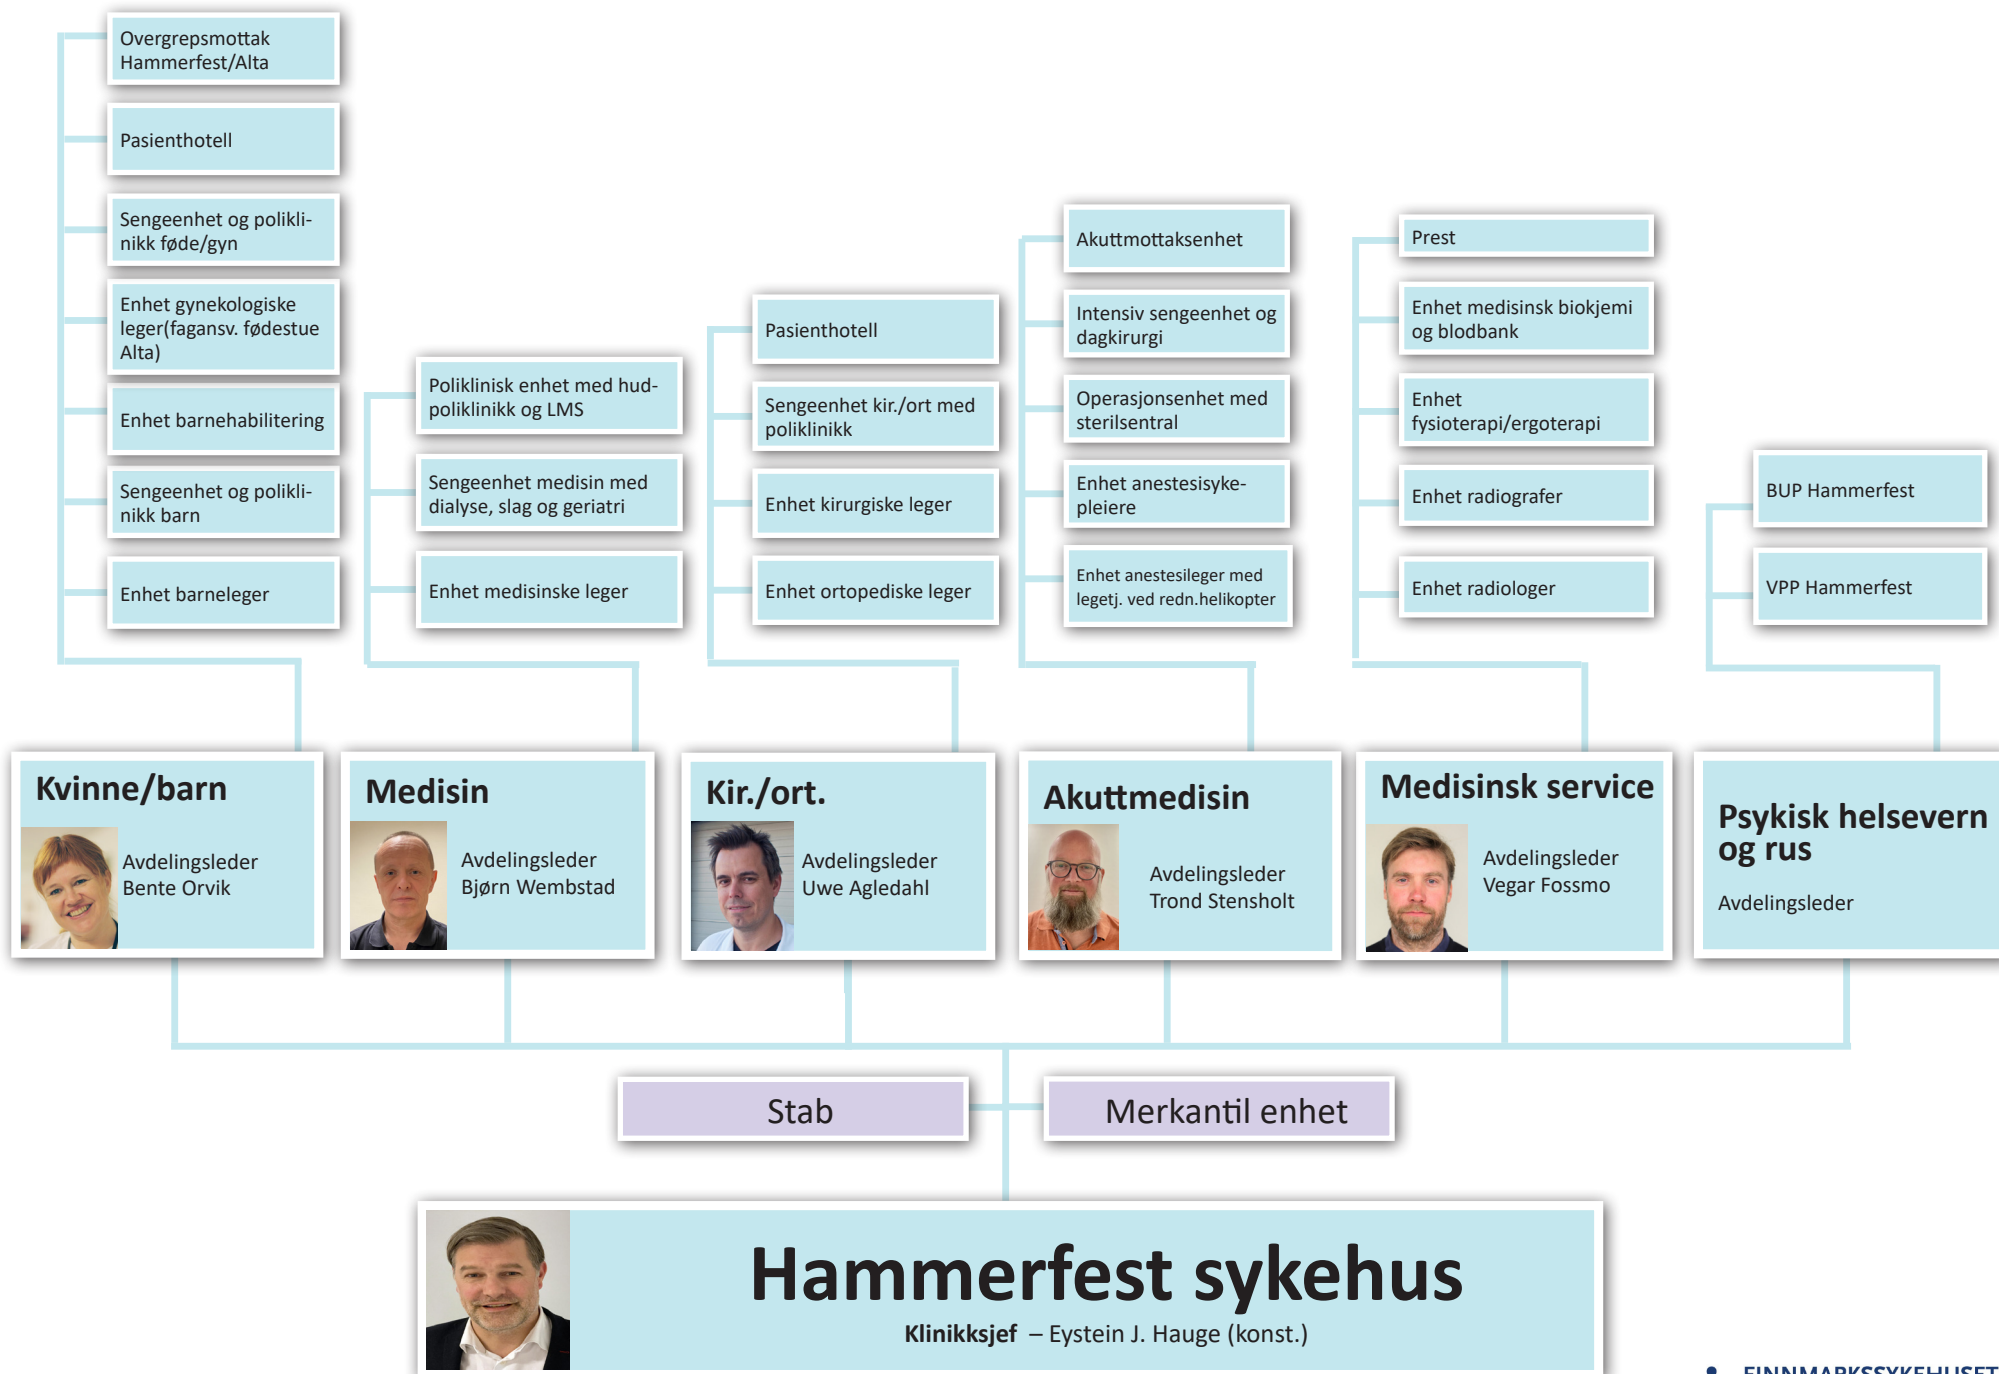 Overgrepsmottak
Hammerfest/Alta
Pasienthotell
Sengeenhet og polikli-
nikk føde/gyn
Enhet gynekologiske
leger(fagansv. fødestue
Alta)
Enhet barnehabilitering
Sengeenhet og polikli-
nikk barn
Enhet barneleger
Poliklinisk enhet med hud-
poliklinikk og LMS
Sengeenhet medisin med
dialyse, slag og geriatri
Enhet medisinske leger
Pasienthotell
Sengeenhet kir./ort med
poliklinikk
Enhet kirurgiske leger
Enhet ortopediske leger
Akuttmottaksenhet
Intensiv sengeenhet og
dagkirurgi
Operasjonsenhet med
sterilsentral
Enhet anestesisyke-
pleiere
Enhet anestesileger med
legetj. ved redn.helikopter
Prest
Enhet medisinsk biokjemi
og blodbank
Enhet
fysioterapi/ergoterapi
Enhet radiografer
Enhet radiologer
BUP Hammerfest
VPP Hammerfest
Kvinne/barn
Avdelingsleder
Bente Orvik
Medisin
Avdelingsleder
Bjørn Wembstad
Kir./ort.
Avdelingsleder
Uwe Agledahl
Akuttmedisin
Avdelingsleder
Trond Stensholt
Medisinsk service
Avdelingsleder
Vegar Fossmo
Psykisk helsevern
og rus
Avdelingsleder
Stab
Merkantil enhet
Hammerfest sykehus
Klinikksjef – Eystein J. Hauge (konst.)
FINNMARKSSYKEHUSET